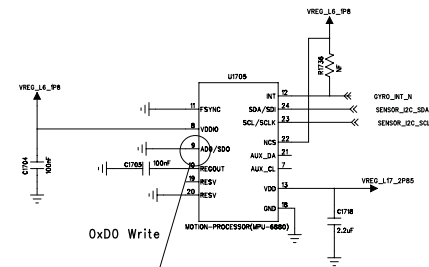 VREG_L6_1P8
R1736
NF
U1705
VREG_L6_1P8
INT
12
GYRO_INT_N
11
FSYNC
SDA/SDI
24
SENSOR_I2C_SDA
SCL/SCLK
23
SENSOR_I2C_SCL
8
VDDIO
NCS
22
9
AD0/SDO
AUX_DA
21
C1704
100nF
C1705
100nF
10
REGOUT
AUX_CL
7
19
RESV
VDD
13
VREG_L17_2P85
20
RESV
GND
18
C1718
2.2uF
0xD0 Write
MOTION-PROCESSOR(MPU-6880)